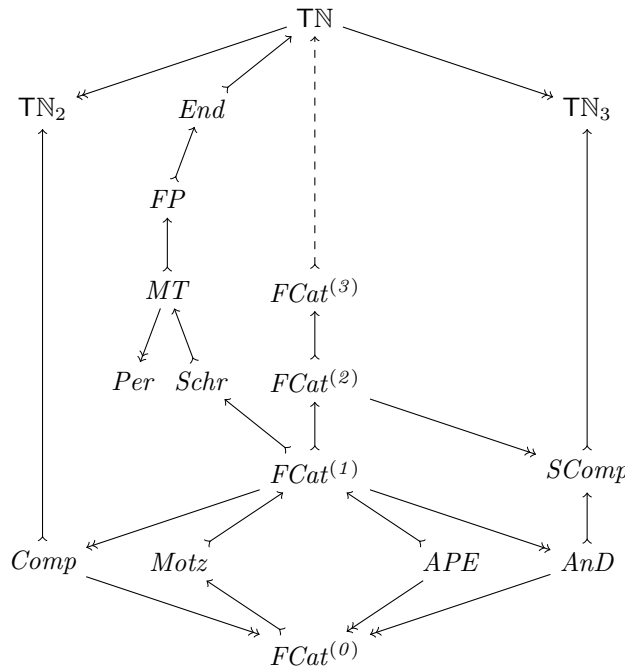 Tℕ
Tℕ₂ End Tℕ₃
FP
MT FCat⁽³⁾
Per Schr FCat⁽²⁾
FCat⁽¹⁾ SComp
Comp Motz APE AnD
FCat⁽⁰⁾